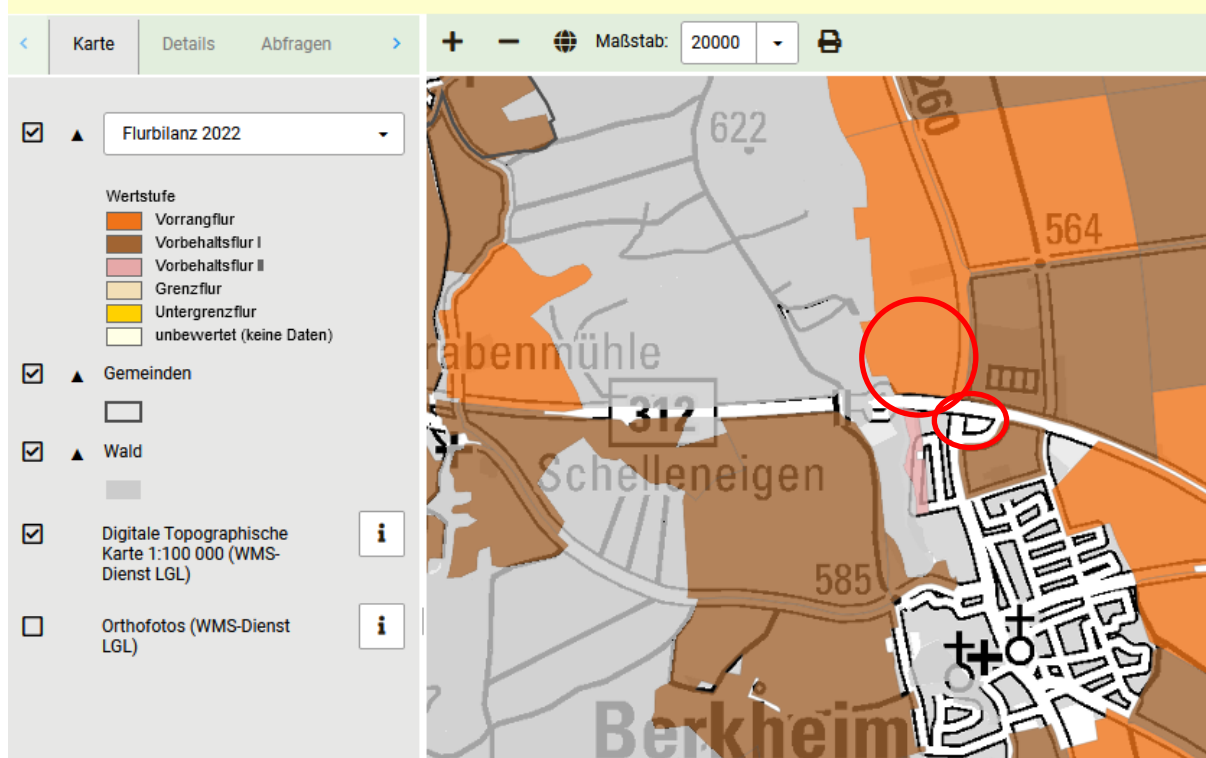 Karte Details Abfragen
Maßstab: 20000
Flurbilanz 2022
Wertstufe
Vorrangflur
Vorbehaltsflur I
Vorbehaltsflur II
Grenzflur
Untergrenzflur
unbewertet (keine Daten)
Gemeinden
Wald
Digitale Topographische
Karte 1:100 000 (WMS-
Dienst LGL)
i
Orthofotos (WMS-Dienst
LGL)
i
260
622
564
rabenmühle
312
Schelleneigen
585
Berkheim